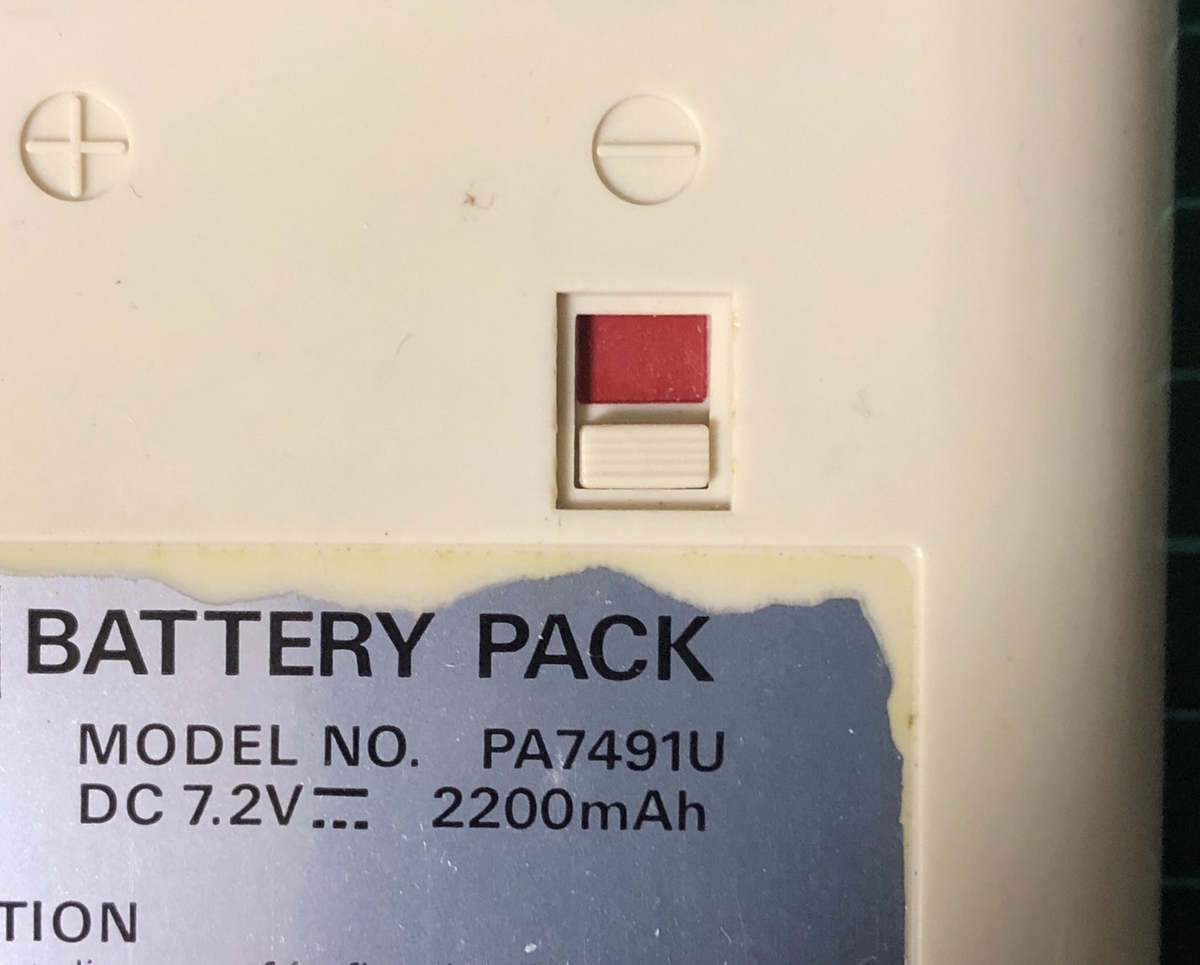 BATTERY PACK
MODEL NO. PA7491U
DC 7.2V⎓ 2200mAh
TION